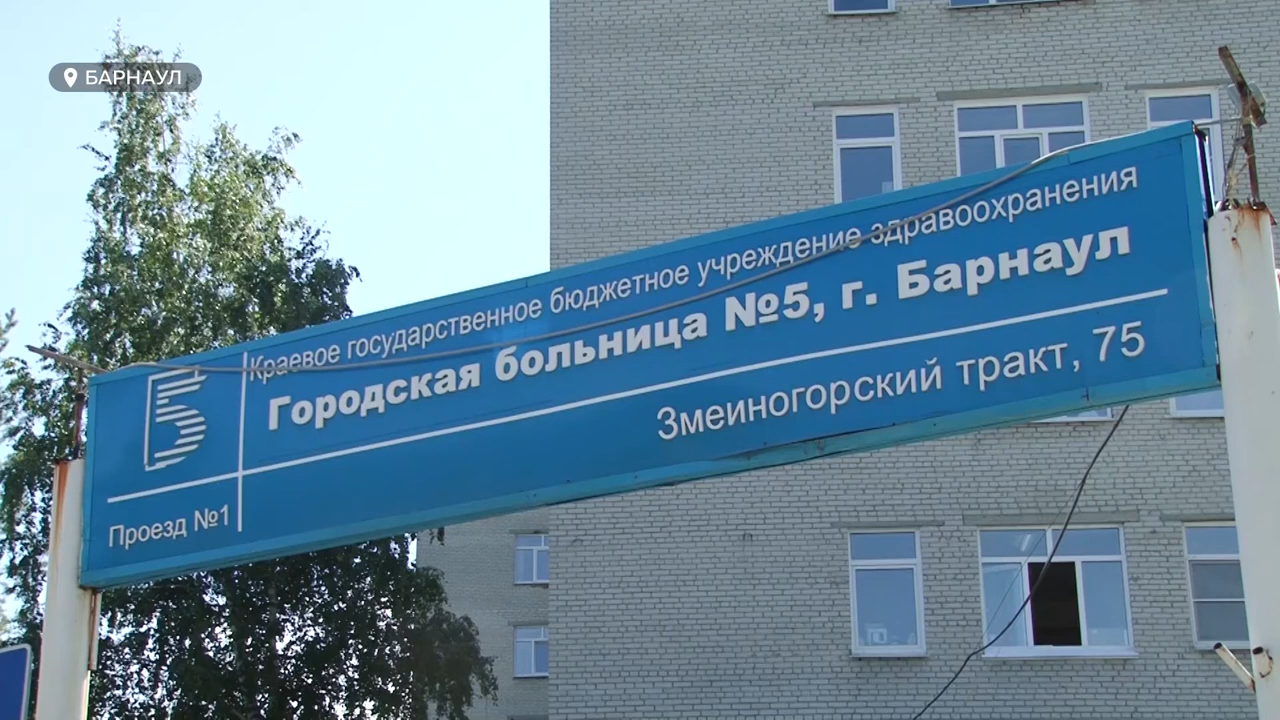 БАРНАУЛ
Краевое государственное бюджетное учреждение здравоохранения
Городская больница №5, г. Барнаул
Змеиногорский тракт, 75
Б
Проезд №1